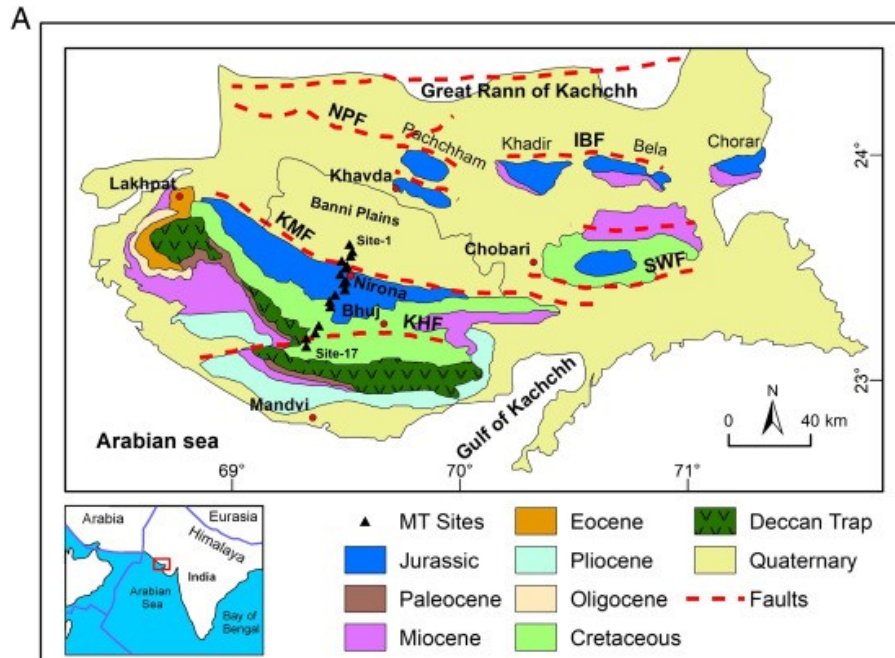 A
Great Rann of Kachchh
NPF
Pachchham
Khadir
IBF
Bela
Chorar
24°
Lakhpat
Khavda
Banni Plains
KMF
Site-1
Chobari
Nirona
SWF
Bhuj
KHF
Site-17
23°
Mandvi
Gulf of Kachchh
N
0 40 km
Arabian sea
69° 70° 71°
Arabia Eurasia
Himalaya
India
Arabian
Sea
Bay of
Bengal
MT Sites Eocene Deccan Trap
Jurassic Pliocene Quaternary
Paleocene Oligocene Faults
Miocene Cretaceous